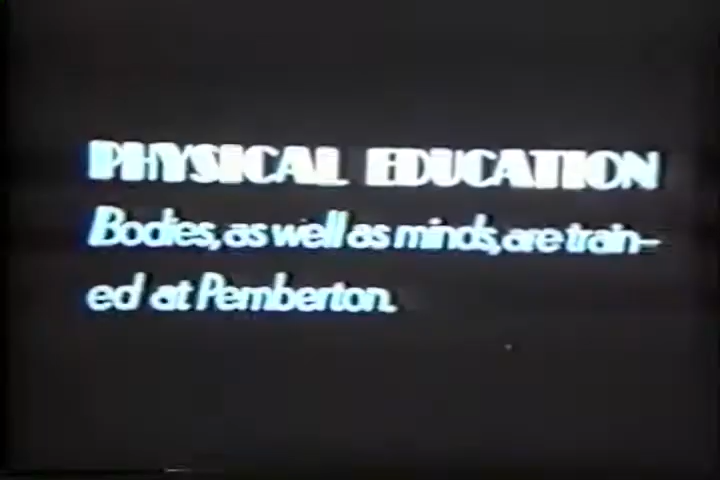 PHYSICAL EDUCATION
Bodies, as well as minds, are train-
ed at Pemberton.